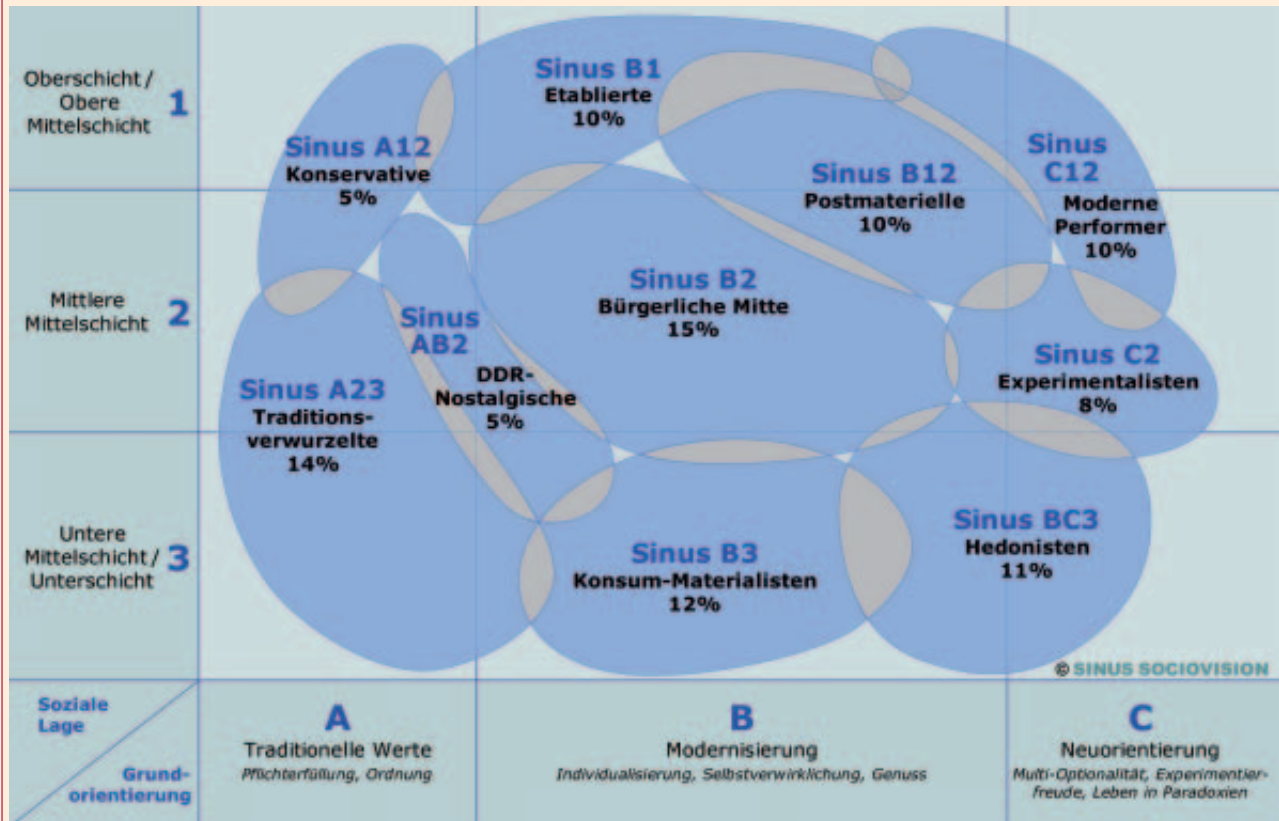 Oberschicht /
Obere
Mittelschicht
1
Sinus B1
Etablierte
10%
Sinus A12
Konservative
5%
Sinus
C12
Moderne
Performer
10%
Sinus B12
Postmaterielle
10%
Mittlere
Mittelschicht
2
Sinus B2
Bürgerliche Mitte
15%
Sinus
AB2
DDR-
Nostalgische
5%
Sinus A23
Traditions-
verwurzelte
14%
Sinus C2
Experimentalisten
8%
Untere
Mittelschicht /
Unterschicht
3
Sinus B3
Konsum-Materialisten
12%
Sinus BC3
Hedonisten
11%
© SINUS SOCIOVISION
Soziale
Lage
Grund-
orientierung
A
Traditionelle Werte
Pflichterfüllung, Ordnung
B
Modernisierung
Individualisierung, Selbstverwirklichung, Genuss
C
Neuorientierung
Multi-Optionalität, Experimentier-
freude, Leben in Paradoxien